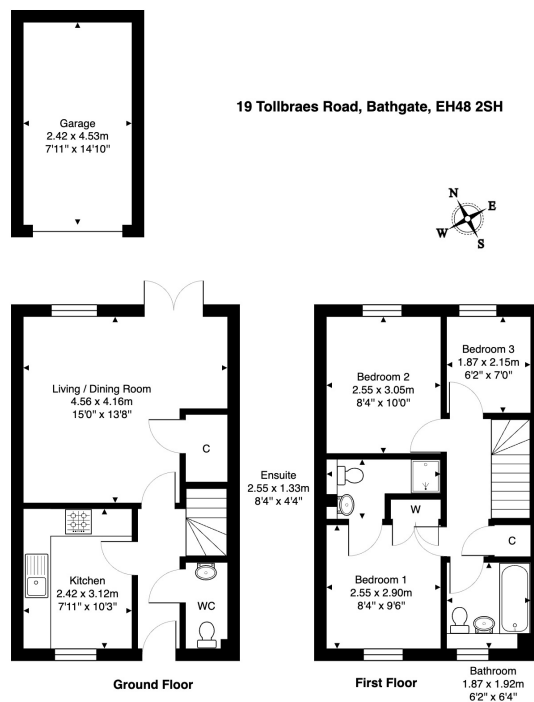 Garage
2.42 x 4.53m
7'11" x 14'10"
19 Tollbraes Road, Bathgate, EH48 2SH
N
E
W
S
Living / Dining Room
4.56 x 4.16m
15'0" x 13'8"
C
Kitchen
2.42 x 3.12m
7'11" x 10'3"
WC
Ground Floor
Bedroom 2
2.55 x 3.05m
8'4" x 10'0"
Bedroom 3
1.87 x 2.15m
6'2" x 7'0"
Ensuite
2.55 x 1.33m
8'4" x 4'4"
W
C
Bedroom 1
2.55 x 2.90m
8'4" x 9'6"
Bathroom
1.87 x 1.92m
6'2" x 6'4"
First Floor